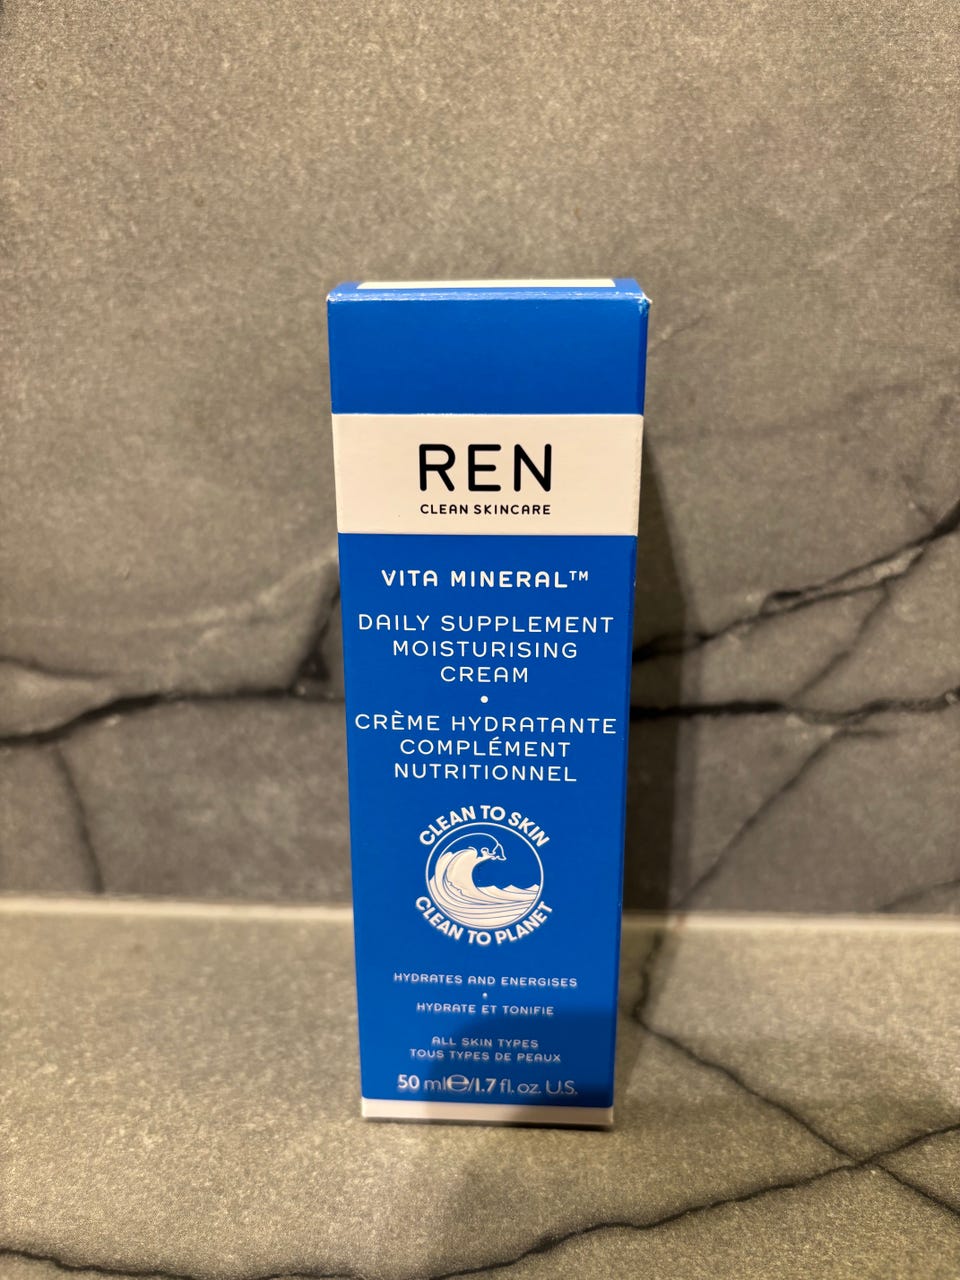 REN
CLEAN SKINCARE
VITA MINERAL™
DAILY SUPPLEMENT
MOISTURISING
CREAM
•
CRÈME HYDRATANTE
COMPLÉMENT
NUTRITIONNEL
CLEAN TO SKIN
CLEAN TO PLANET
HYDRATES AND ENERGISES
•
HYDRATE ET TONIFIE
ALL SKIN TYPES
TOUS TYPES DE PEAUX
50 ml℮/1.7 fl. oz. U.S.